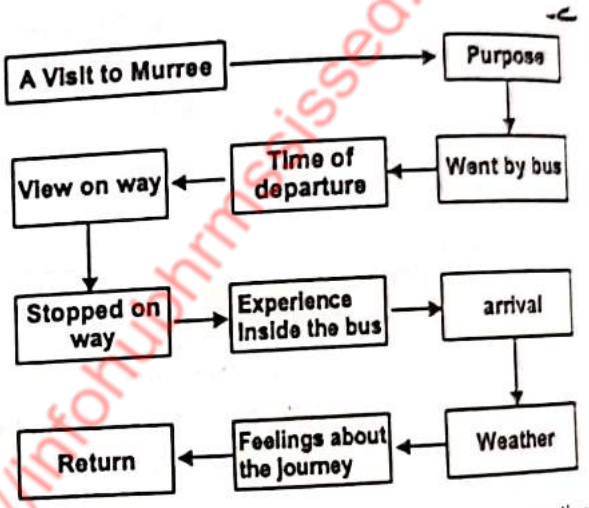 A Visit to Murree
Purpose
Went by bus
Time of
departure
View on way
Stopped on
way
Experience
Inside the bus
arrival
Weather
Feelings about
the Journey
Return
//infohubhrmssissed.